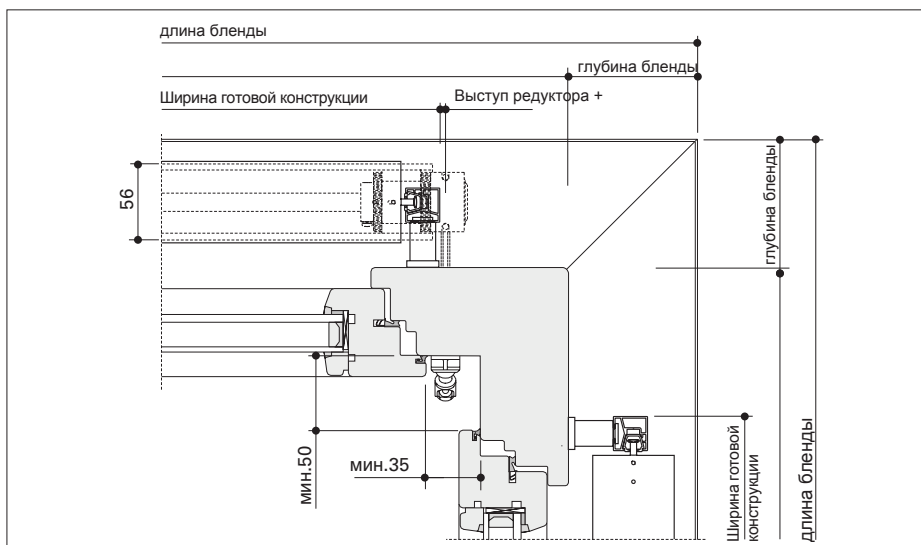 длина бленды
глубина бленды
Ширина готовой конструкции
Выступ редуктора +
56
глубина бленды
мин.50
мин.35
Ширина готовой
конструкции
длина бленды